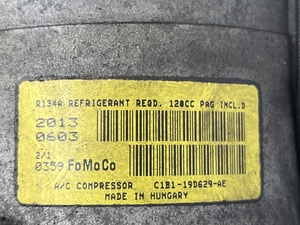 R134A REFRIGERANT REQD. 120CC PAG INCL.D
2013
0603
2/1
0359 FoMoCo
A/C COMPRESSOR C1B1-19D629-AE
MADE IN HUNGARY